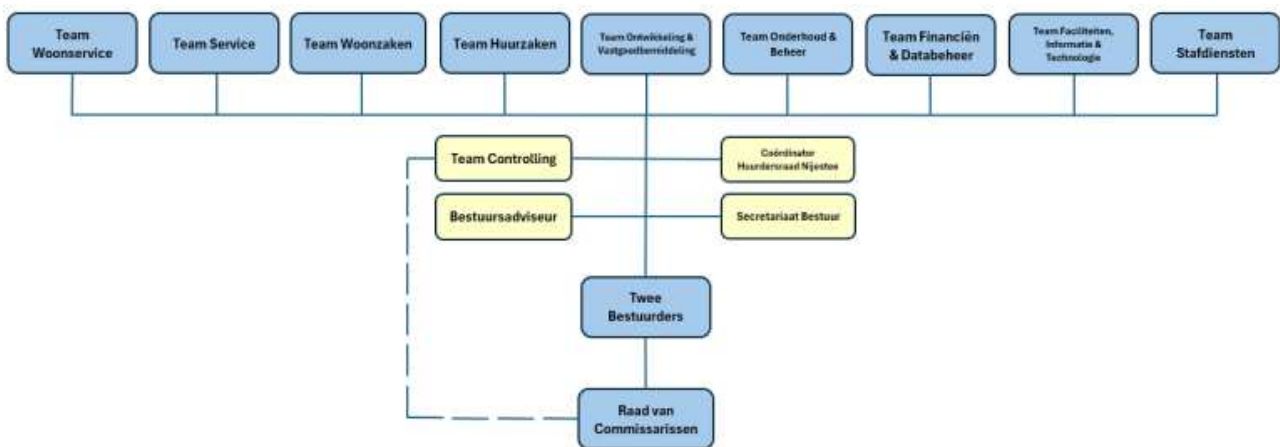 Team
Woonservice
Team Service
Team Woonzaken
Team Huurzaken
Team Ontwikkeling &
Vastgoedbemiddeling
Team Onderhoud &
Beheer
Team Financiën
& Databeheer
Team Faciliteiten,
Informatie &
Technologie
Team
Stafdiensten
Team Controlling
Coördinator
Huurdersraad Nijestee
Bestuursadviseur
Secretariaat Bestuur
Twee
Bestuurders
Raad van
Commissarissen